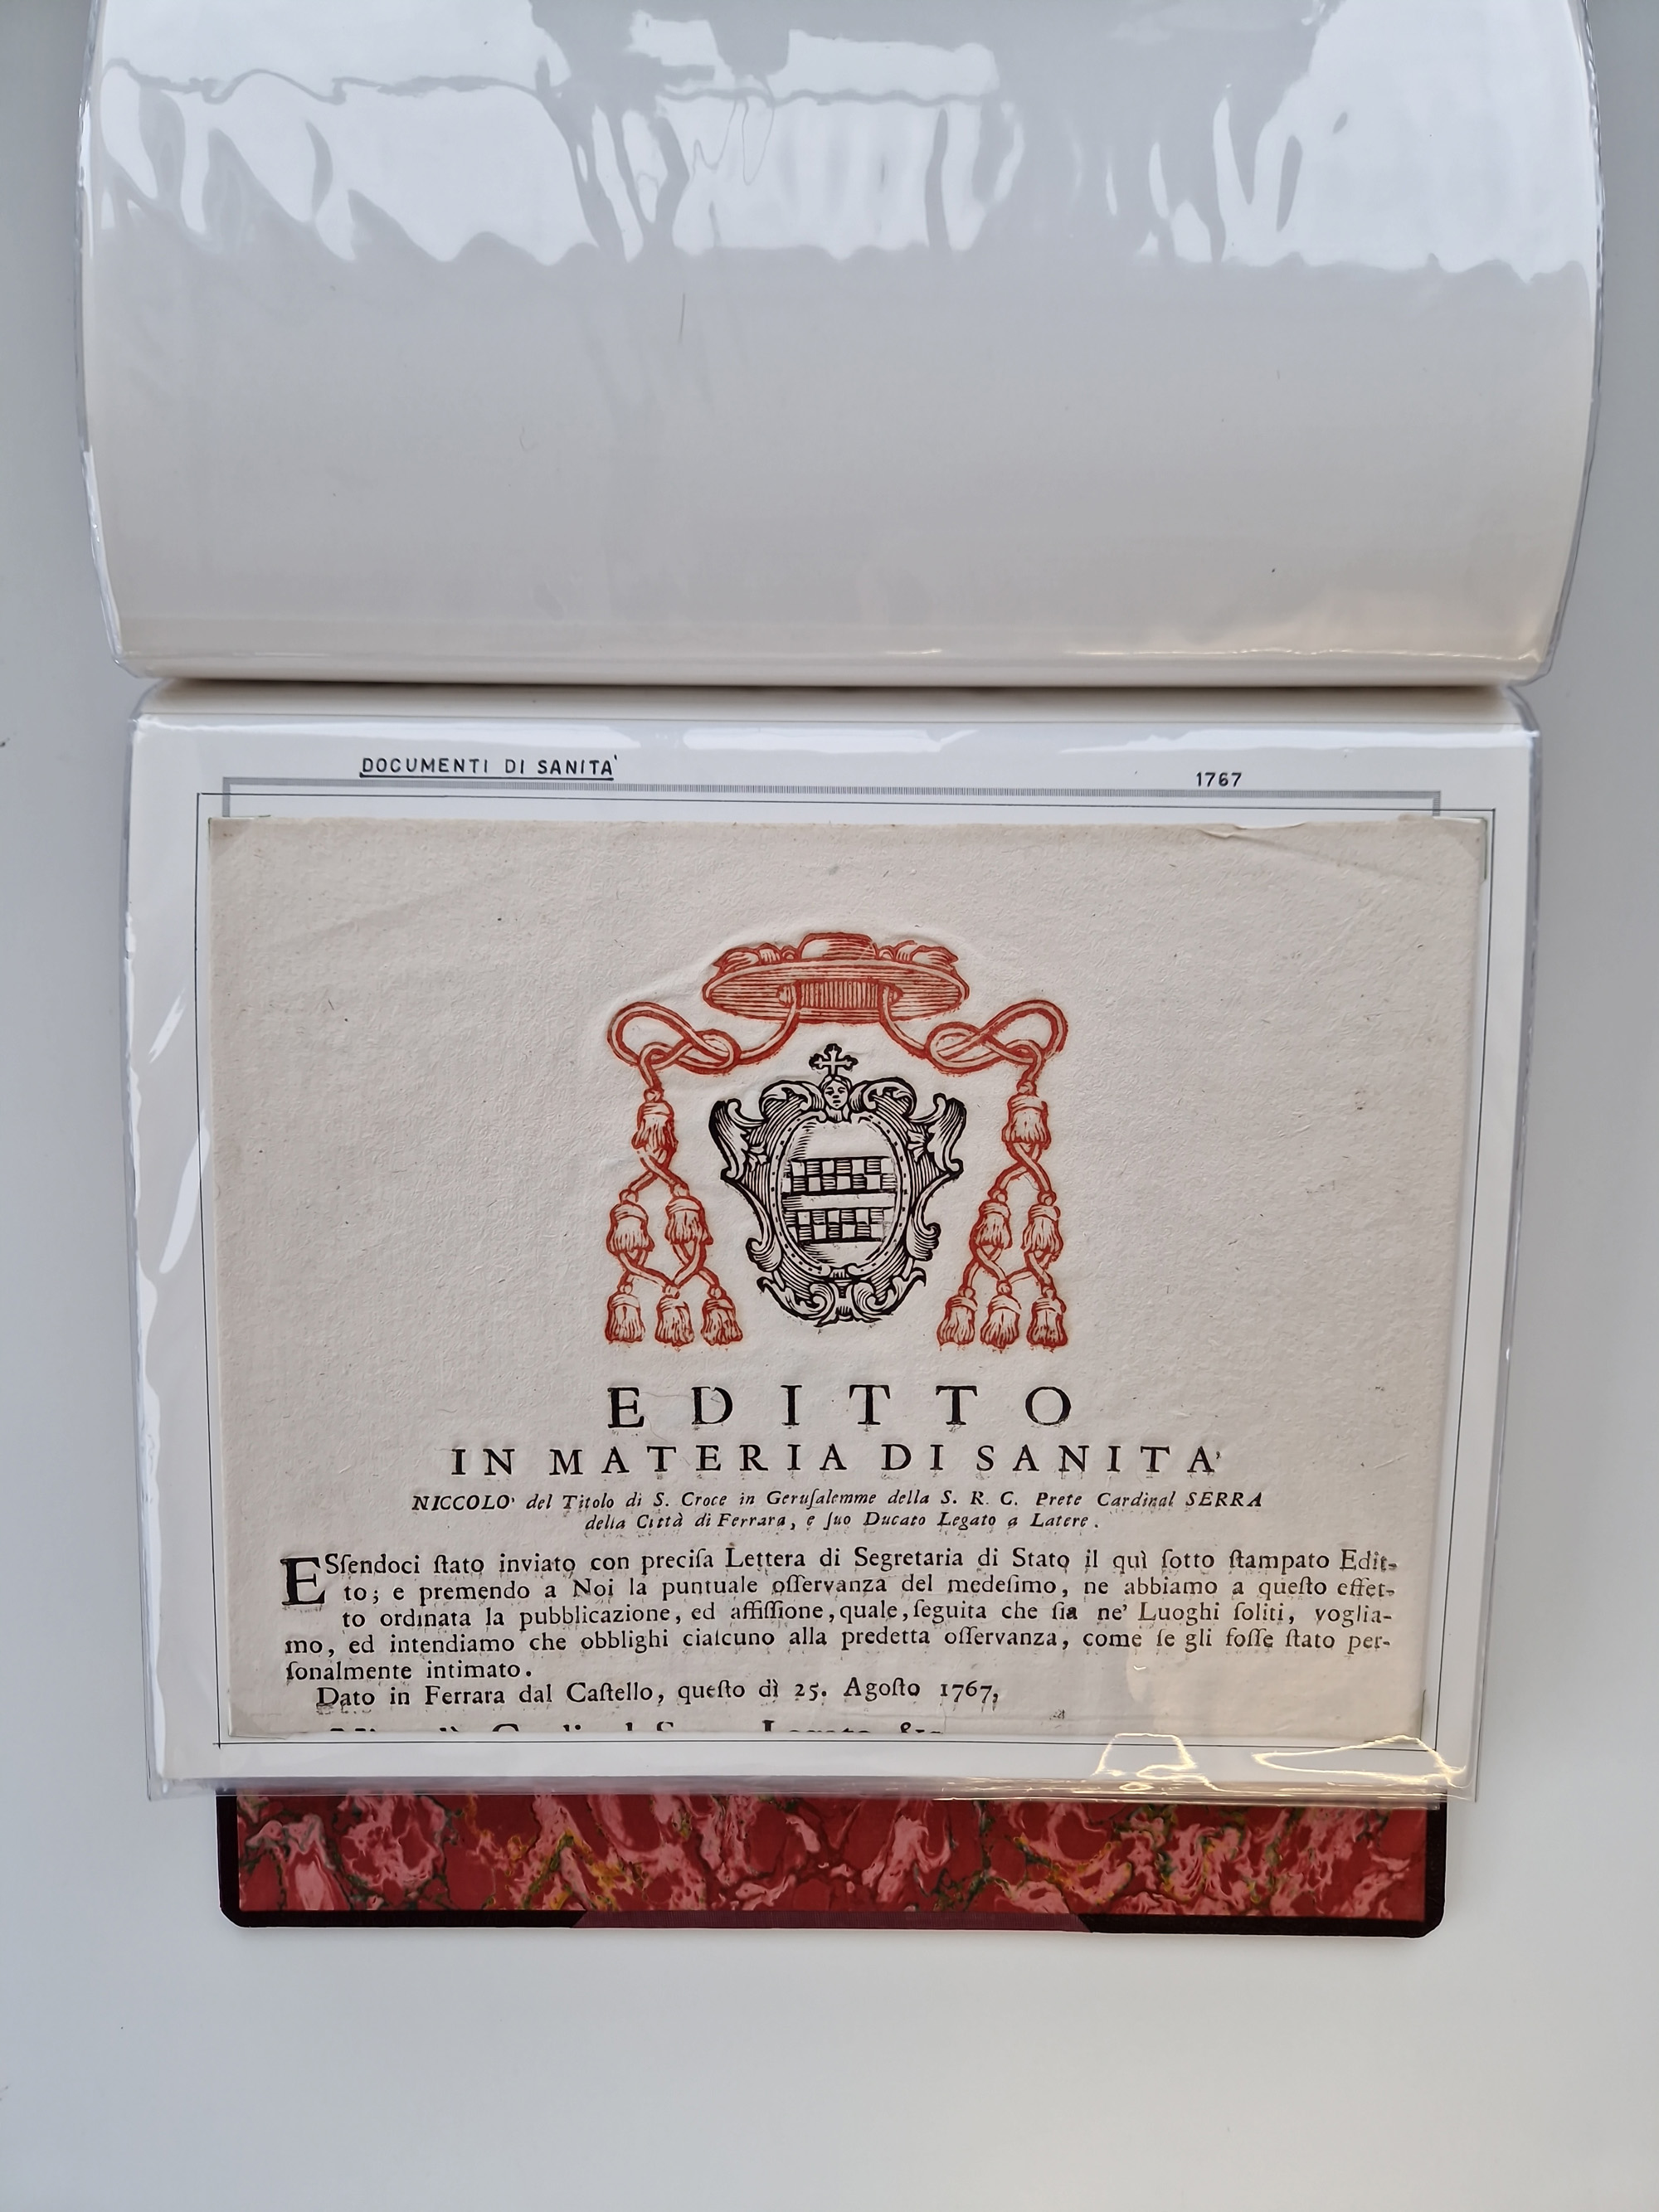 DOCUMENTI DI SANITA'
1767
EDITTO
IN MATERIA DI SANITA'
NICCOLO' del Titolo di S. Croce in Geruſalemme della S. R. C. Prete Cardinal SERRA
della Città di Ferrara, e ſuo Ducato Legato a Latere.
ESſendoci ſtato inviato con preciſa Lettera di Segretaria di Stato il quì ſotto ſtampato Edit-
to; e premendo a Noi la puntuale oſſervanza del medeſimo, ne abbiamo a queſto effet-
to ordinata la pubblicazione, ed affiſſione, quale, ſeguita che ſia ne' Luoghi ſoliti, voglia-
mo, ed intendiamo che obblighi ciaſcuno alla predetta oſſervanza, come ſe gli foſſe ſtato per-
ſonalmente intimato.
Dato in Ferrara dal Caſtello, queſto dì 25. Agoſto 1767,